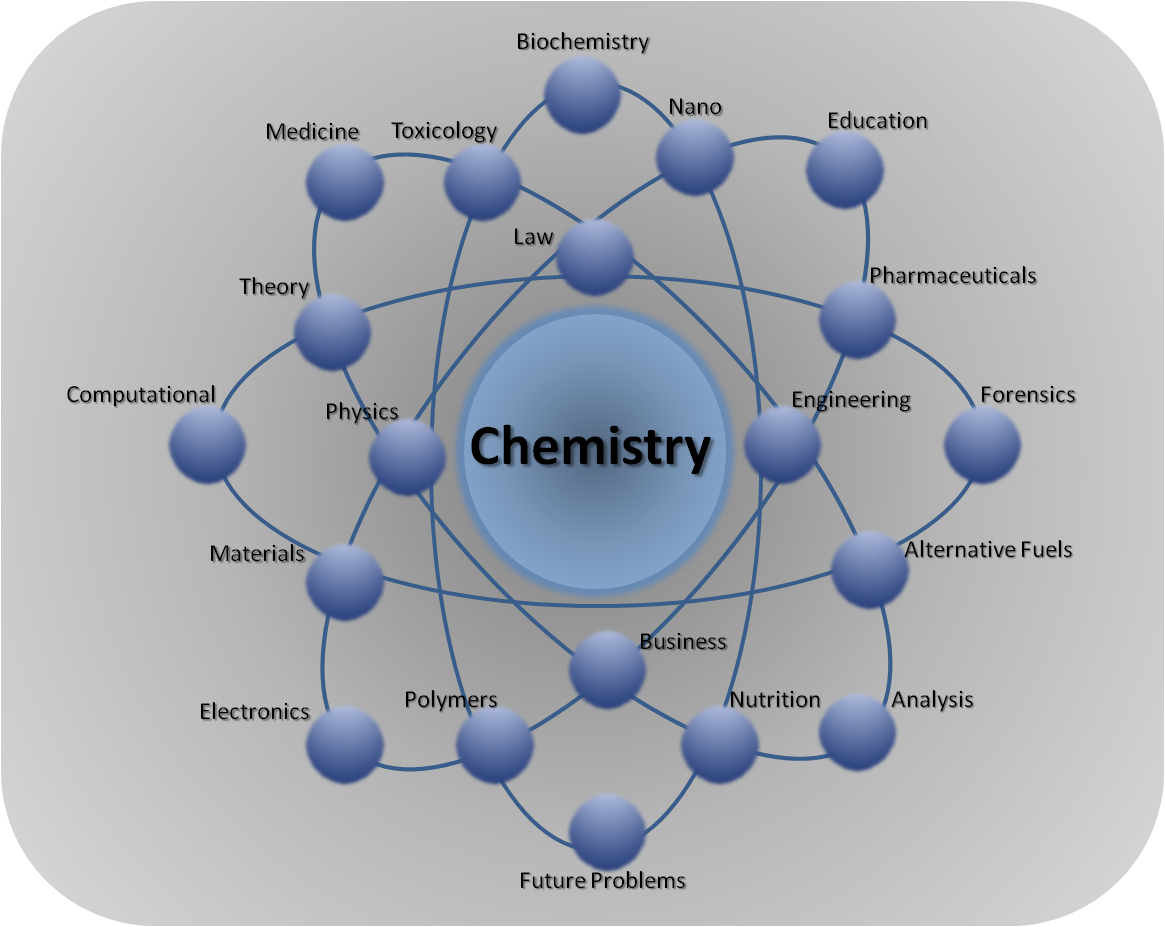 Biochemistry
Nano
Education
Medicine
Toxicology
Law
Pharmaceuticals
Theory
Computational
Physics
Engineering
Forensics
Chemistry
Materials
Alternative Fuels
Business
Electronics
Polymers
Nutrition
Analysis
Future Problems